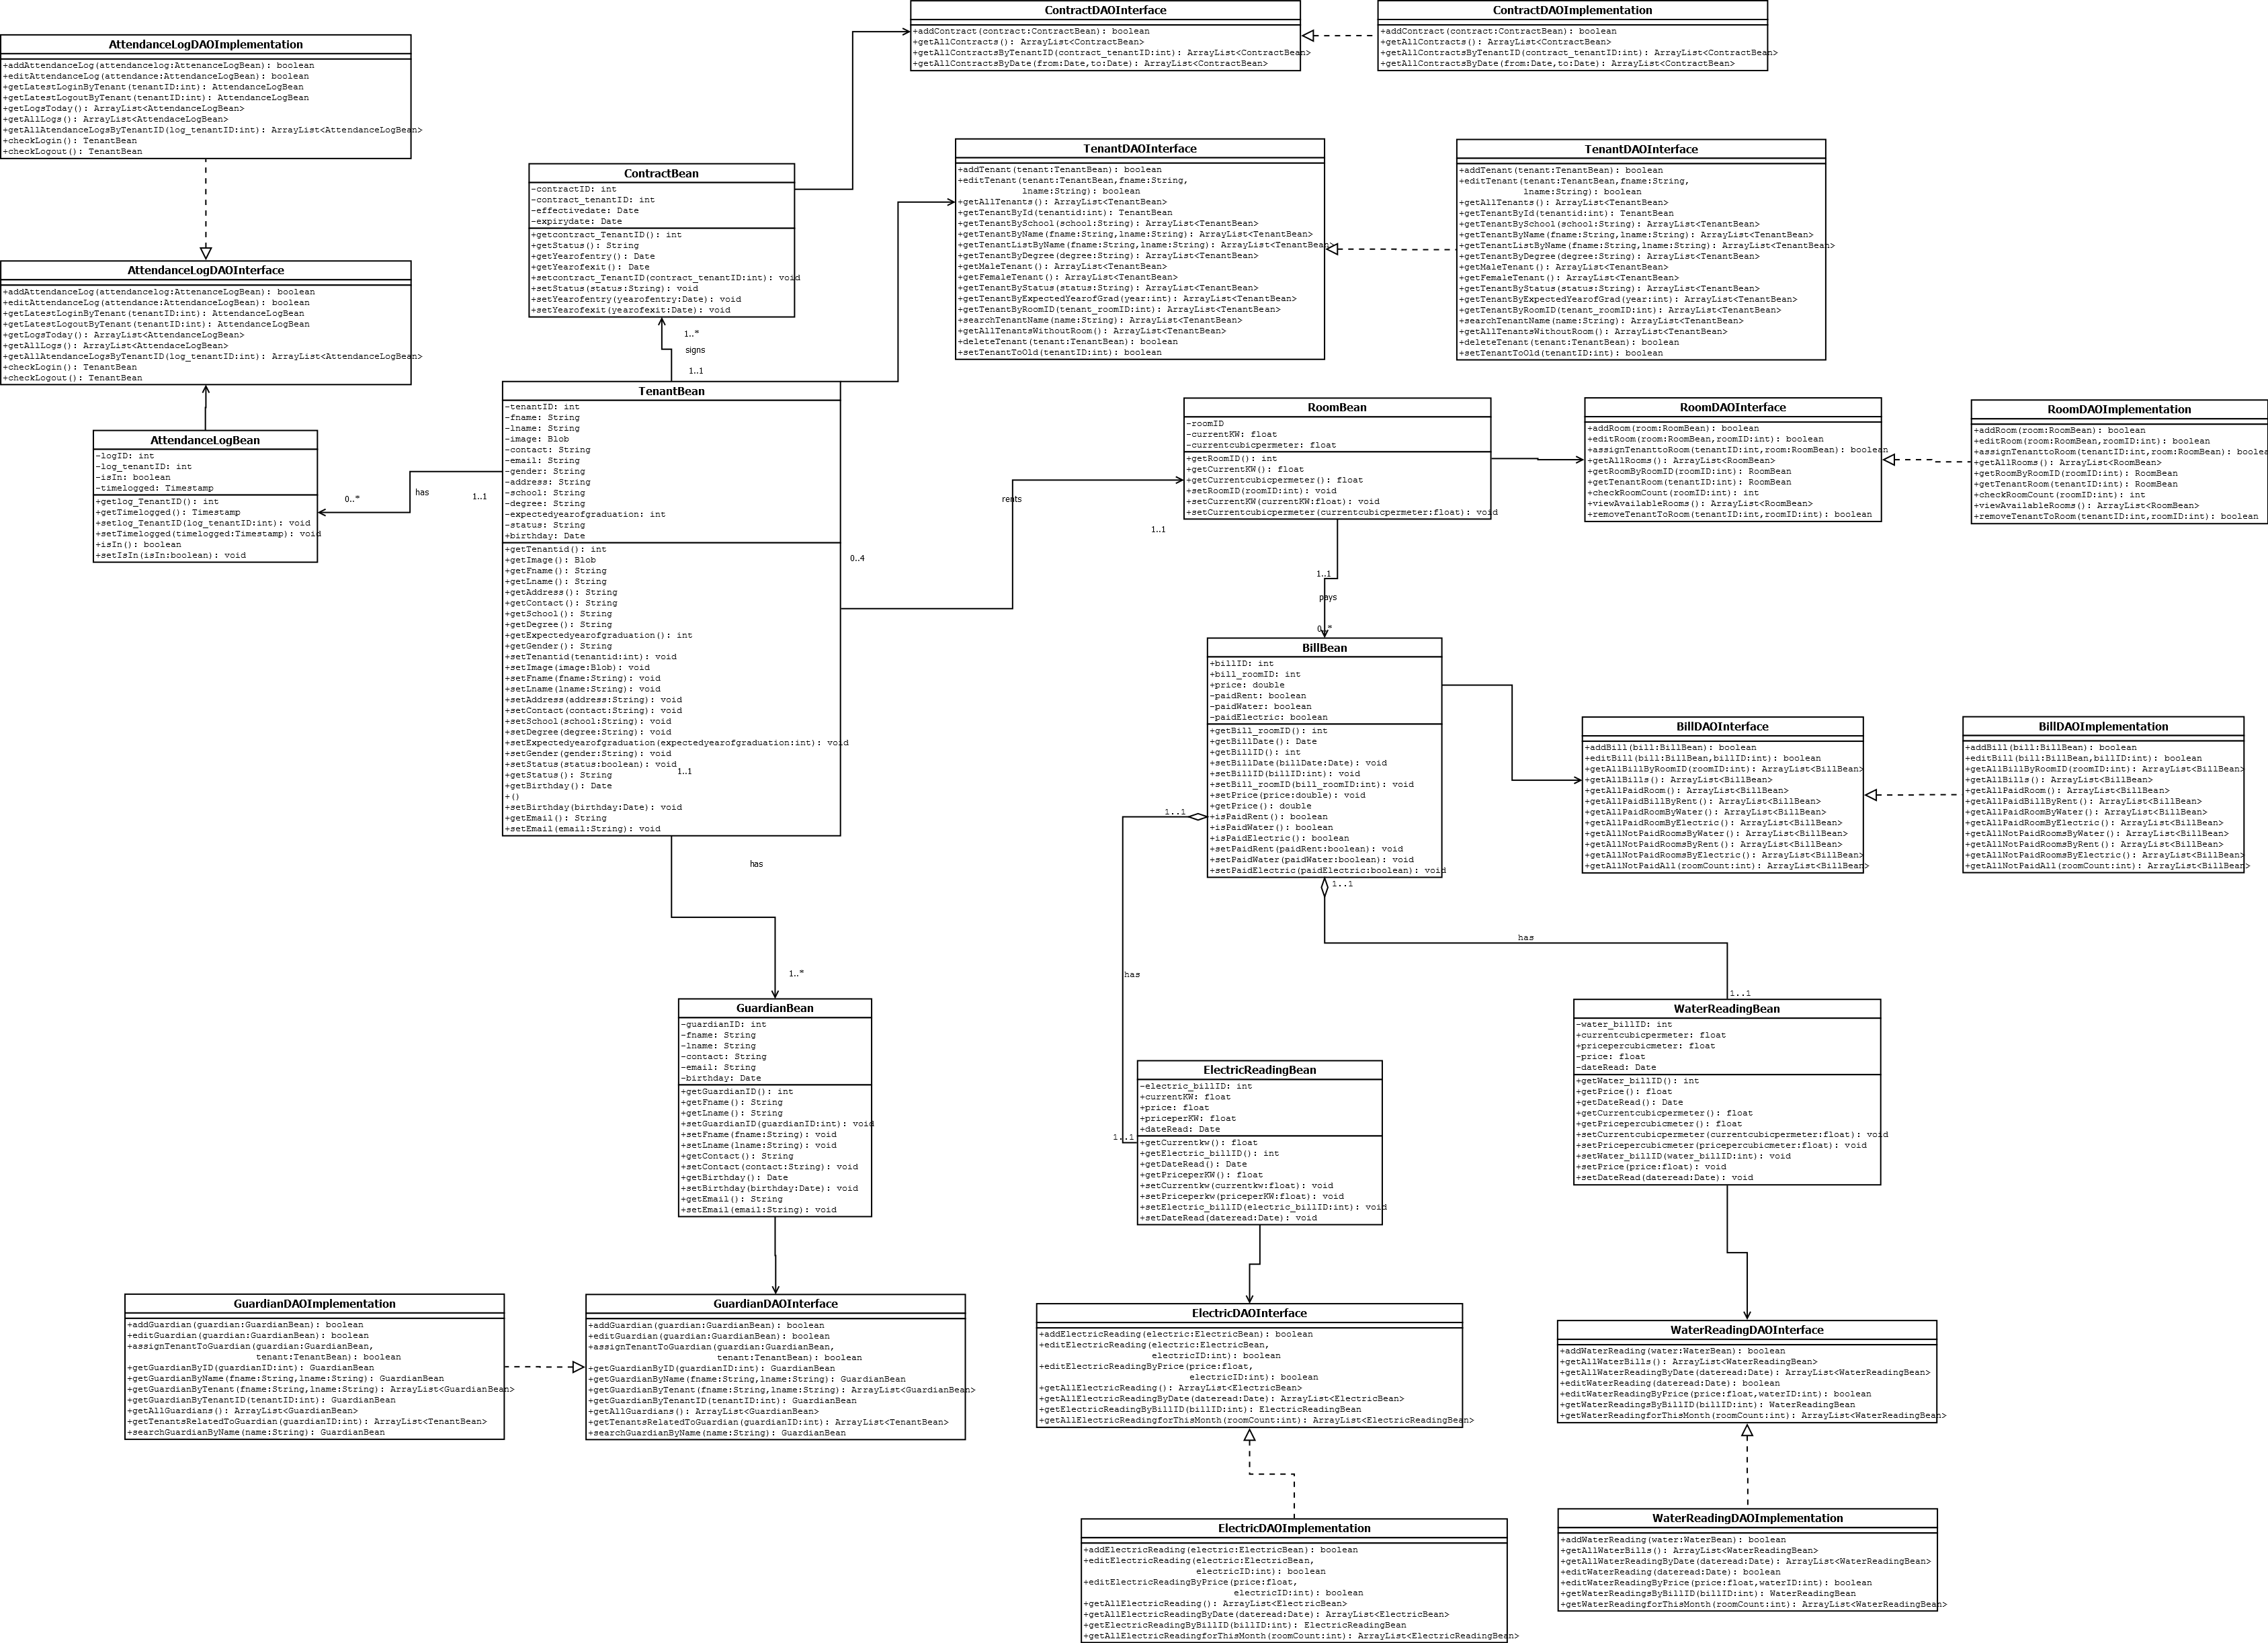 ContractDAOInterface
+addContract(contract:ContractBean): boolean
+getAllContracts(): ArrayList<ContractBean>
+getAllContractsByTenantID(contract_tenantID:int): ArrayList<ContractBean>
+getAllContractsByDate(from:Date,to:Date): ArrayList<ContractBean>
ContractDAOImplementation
+addContract(contract:ContractBean): boolean
+getAllContracts(): ArrayList<ContractBean>
+getAllContractsByTenantID(contract_tenantID:int): ArrayList<ContractBean>
+getAllContractsByDate(from:Date,to:Date): ArrayList<ContractBean>
AttendanceLogDAOImplementation
+addAttendanceLog(attendancelog:AttenanceLogBean): boolean
+editAttendanceLog(attendance:AttendanceLogBean): boolean
+getLatestLoginByTenant(tenantID:int): AttendanceLogBean
+getLatestLogoutByTenant(tenantID:int): AttendanceLogBean
+getLogsToday(): ArrayList<AttendanceLogBean>
+getAllLogs(): ArrayList<AttendaceLogBean>
+getAllAtendanceLogsByTenantID(log_tenantID:int): ArrayList<AttendanceLogBean>
+checkLogin(): TenantBean
+checkLogout(): TenantBean
TenantDAOInterface
+addTenant(tenant:TenantBean): boolean
+editTenant(tenant:TenantBean,fname:String,
lname:String): boolean
+getAllTenants(): ArrayList<TenantBean>
+getTenantById(tenantid:int): TenantBean
+getTenantBySchool(school:String): ArrayList<TenantBean>
+getTenantByName(fname:String,lname:String): ArrayList<TenantBean>
+getTenantListByName(fname:String,lname:String): ArrayList<TenantBean>
+getTenantByDegree(degree:String): ArrayList<TenantBean>
+getMaleTenant(): ArrayList<TenantBean>
+getFemaleTenant(): ArrayList<TenantBean>
+getTenantByStatus(status:String): ArrayList<TenantBean>
+getTenantByExpectedYearofGrad(year:int): ArrayList<TenantBean>
+getTenantByRoomID(tenant_roomID:int): ArrayList<TenantBean>
+searchTenantName(name:String): ArrayList<TenantBean>
+getAllTenantsWithoutRoom(): ArrayList<TenantBean>
+deleteTenant(tenant:TenantBean): boolean
+setTenantToOld(tenantID:int): boolean
TenantDAOInterface
+addTenant(tenant:TenantBean): boolean
+editTenant(tenant:TenantBean,fname:String,
lname:String): boolean
+getAllTenants(): ArrayList<TenantBean>
+getTenantById(tenantid:int): TenantBean
+getTenantBySchool(school:String): ArrayList<TenantBean>
+getTenantByName(fname:String,lname:String): ArrayList<TenantBean>
+getTenantListByName(fname:String,lname:String): ArrayList<TenantBean>
+getTenantByDegree(degree:String): ArrayList<TenantBean>
+getMaleTenant(): ArrayList<TenantBean>
+getFemaleTenant(): ArrayList<TenantBean>
+getTenantByStatus(status:String): ArrayList<TenantBean>
+getTenantByExpectedYearofGrad(year:int): ArrayList<TenantBean>
+getTenantByRoomID(tenant_roomID:int): ArrayList<TenantBean>
+searchTenantName(name:String): ArrayList<TenantBean>
+getAllTenantsWithoutRoom(): ArrayList<TenantBean>
+deleteTenant(tenant:TenantBean): boolean
+setTenantToOld(tenantID:int): boolean
ContractBean
-contractID: int
-contract_tenantID: int
-effectivedate: Date
-expirydate: Date
+getcontract_TenantID(): int
+getStatus(): String
+getYearofentry(): Date
+getYearofexit(): Date
+setcontract_TenantID(contract_tenantID:int): void
+setStatus(status:String): void
+setYearofentry(yearofentry:Date): void
+setYearofexit(yearofexit:Date): void
1..*
signs
1..1
AttendanceLogDAOInterface
+addAttendanceLog(attendancelog:AttenanceLogBean): boolean
+editAttendanceLog(attendance:AttendanceLogBean): boolean
+getLatestLoginByTenant(tenantID:int): AttendanceLogBean
+getLatestLogoutByTenant(tenantID:int): AttendanceLogBean
+getLogsToday(): ArrayList<AttendanceLogBean>
+getAllLogs(): ArrayList<AttendaceLogBean>
+getAllAtendanceLogsByTenantID(log_tenantID:int): ArrayList<AttendanceLogBean>
+checkLogin(): TenantBean
+checkLogout(): TenantBean
AttendanceLogBean
-logID: int
-log_tenantID: int
-isIn: boolean
-timelogged: Timestamp
+getlog_TenantID(): int
+getTimelogged(): Timestamp
+setlog_TenantID(log_tenantID:int): void
+setTimelogged(timelogged:Timestamp): void
+isIn(): boolean
+setIsIn(isIn:boolean): void
0..*
has
1..1
TenantBean
-tenantID: int
-fname: String
-lname: String
-image: Blob
-contact: String
-email: String
-gender: String
-address: String
-school: String
-degree: String
-expectedyearofgraduation: int
-status: String
-birthday: Date
+getTenantid(): int
+getImage(): Blob
+getFname(): String
+getLname(): String
+getAddress(): String
+getContact(): String
+getSchool(): String
+getDegree(): String
+getExpectedyearofgraduation(): int
+getGender(): String
+setTenantid(tenantid:int): void
+setImage(image:Blob): void
+setFname(fname:String): void
+setLname(lname:String): void
+setAddress(address:String): void
+setContact(contact:String): void
+setSchool(school:String): void
+setDegree(degree:String): void
+setExpectedyearofgraduation(expectedyearofgraduation:int): void
+setGender(gender:String): void
+setStatus(status:boolean): void
+getStatus(): String
+getBirthday(): Date
+()
+setBirthday(birthday:Date): void
+getEmail(): String
+setEmail(email:String): void
1..1
has
1..*
0..4
rents
1..1
RoomBean
-roomID
-currentKW: float
-currentcubicpermeter: float
+getRoomID(): int
+getCurrentKW(): float
+getCurrentcubicpermeter(): float
+setRoomID(roomID:int): void
+setCurrentKW(currentKW:float): void
+setCurrentcubicpermeter(currentcubicpermeter:float): void
RoomDAOInterface
+addRoom(room:RoomBean): boolean
+editRoom(room:RoomBean,roomID:int): boolean
+assignTenanttoRoom(tenantID:int,room:RoomBean): boolean
+getAllRooms(): ArrayList<RoomBean>
+getRoomByRoomID(roomID:int): RoomBean
+getTenantRoom(tenantID:int): RoomBean
+checkRoomCount(roomID:int): int
+viewAvailableRooms(): ArrayList<RoomBean>
+removeTenantToRoom(tenantID:int,roomID:int): boolean
RoomDAOImplementation
+addRoom(room:RoomBean): boolean
+editRoom(room:RoomBean,roomID:int): boolean
+assignTenanttoRoom(tenantID:int,room:RoomBean): boolea
+getAllRooms(): ArrayList<RoomBean>
+getRoomByRoomID(roomID:int): RoomBean
+getTenantRoom(tenantID:int): RoomBean
+checkRoomCount(roomID:int): int
+viewAvailableRooms(): ArrayList<RoomBean>
+removeTenantToRoom(tenantID:int,roomID:int): boolean
1..1
pays
0..*
BillBean
+billID: int
+bill_roomID: int
+price: double
-paidRent: boolean
-paidWater: boolean
-paidElectric: boolean
+getBill_roomID(): int
+getBillDate(): Date
+getBillID(): int
+setBillDate(billDate:Date): void
+setBillID(billID:int): void
+setBill_roomID(bill_roomID:int): void
+setPrice(price:double): void
+getPrice(): double
+isPaidRent(): boolean
+isPaidWater(): boolean
+isPaidElectric(): boolean
+setPaidRent(paidRent:boolean): void
+setPaidWater(paidWater:boolean): void
+setPaidElectric(paidElectric:boolean): void
BillDAOInterface
+addBill(bill:BillBean): boolean
+editBill(bill:BillBean,billID:int): boolean
+getAllBillByRoomID(roomID:int): ArrayList<BillBean>
+getAllBills(): ArrayList<BillBean>
+getAllPaidRoom(): ArrayList<BillBean>
+getAllPaidBillByRent(): ArrayList<BillBean>
+getAllPaidRoomByWater(): ArrayList<BillBean>
+getAllPaidRoomByElectric(): ArrayList<BillBean>
+getAllNotPaidRoomsByWater(): ArrayList<BillBean>
+getAllNotPaidRoomsByRent(): ArrayList<BillBean>
+getAllNotPaidRoomsByElectric(): ArrayList<BillBean>
+getAllNotPaidAll(roomCount:int): ArrayList<BillBean>
BillDAOImplementation
+addBill(bill:BillBean): boolean
+editBill(bill:BillBean,billID:int): boolean
+getAllBillByRoomID(roomID:int): ArrayList<BillBean>
+getAllBills(): ArrayList<BillBean>
+getAllPaidRoom(): ArrayList<BillBean>
+getAllPaidBillByRent(): ArrayList<BillBean>
+getAllPaidRoomByWater(): ArrayList<BillBean>
+getAllPaidRoomByElectric(): ArrayList<BillBean>
+getAllNotPaidRoomsByWater(): ArrayList<BillBean>
+getAllNotPaidRoomsByRent(): ArrayList<BillBean>
+getAllNotPaidRoomsByElectric(): ArrayList<BillBean>
+getAllNotPaidAll(roomCount:int): ArrayList<BillBean>
1..1
1..1
has
has
1..1
1..1
GuardianBean
-guardianID: int
-fname: String
-lname: String
-contact: String
-email: String
-birthday: Date
+getGuardianID(): int
+getFname(): String
+getLname(): String
+setGuardianID(guardianID:int): void
+setFname(fname:String): void
+setLname(lname:String): void
+getContact(): String
+setContact(contact:String): void
+getBirthday(): Date
+setBirthday(birthday:Date): void
+getEmail(): String
+setEmail(email:String): void
ElectricReadingBean
-electric_billID: int
+currentKW: float
+price: float
+priceperKW: float
+dateRead: Date
+getCurrentkw(): float
+getElectric_billID(): int
+getDateRead(): Date
+getPriceperKW(): float
+setCurrentkw(currentkw:float): void
+setPriceperkw(priceperKW:float): void
+setElectric_billID(electric_billID:int): void
+setDateRead(dateread:Date): void
WaterReadingBean
-water_billID: int
+currentcubicpermeter: float
+pricepercubicmeter: float
-price: float
-dateRead: Date
+getWater_billID(): int
+getPrice(): float
+getDateRead(): Date
+getCurrentcubicpermeter(): float
+getPricepercubicmeter(): float
+setCurrentcubicpermeter(currentcubicpermeter:float): void
+setPricepercubicmeter(pricepercubicmeter:float): void
+setWater_billID(water_billID:int): void
+setPrice(price:float): void
+setDateRead(dateread:Date): void
GuardianDAOImplementation
+addGuardian(guardian:GuardianBean): boolean
+editGuardian(guardian:GuardianBean): boolean
+assignTenantToGuardian(guardian:GuardianBean,
tenant:TenantBean): boolean
+getGuardianByID(guardianID:int): GuardianBean
+getGuardianByName(fname:String,lname:String): GuardianBean
+getGuardianByTenant(fname:String,lname:String): ArrayList<GuardianBean>
+getGuardianByTenantID(tenantID:int): GuardianBean
+getAllGuardians(): ArrayList<GuardianBean>
+getTenantsRelatedToGuardian(guardianID:int): ArrayList<TenantBean>
+searchGuardianByName(name:String): GuardianBean
GuardianDAOInterface
+addGuardian(guardian:GuardianBean): boolean
+editGuardian(guardian:GuardianBean): boolean
+assignTenantToGuardian(guardian:GuardianBean,
tenant:TenantBean): boolean
+getGuardianByID(guardianID:int): GuardianBean
+getGuardianByName(fname:String,lname:String): GuardianBean
+getGuardianByTenant(fname:String,lname:String): ArrayList<GuardianBean>
+getGuardianByTenantID(tenantID:int): GuardianBean
+getAllGuardians(): ArrayList<GuardianBean>
+getTenantsRelatedToGuardian(guardianID:int): ArrayList<TenantBean>
+searchGuardianByName(name:String): GuardianBean
ElectricDAOInterface
+addElectricReading(electric:ElectricBean): boolean
+editElectricReading(electric:ElectricBean,
electricID:int): boolean
+editElectricReadingByPrice(price:float,
electricID:int): boolean
+getAllElectricReading(): ArrayList<ElectricBean>
+getAllElectricReadingByDate(dateread:Date): ArrayList<ElectricBean>
+getElectricReadingByBillID(billID:int): ElectricReadingBean
+getAllElectricReadingforThisMonth(roomCount:int): ArrayList<ElectricReadingBean>
WaterReadingDAOInterface
+addWaterReading(water:WaterBean): boolean
+getAllWaterBills(): ArrayList<WaterReadingBean>
+getAllWaterReadingByDate(dateread:Date): ArrayList<WaterReadingBean>
+editWaterReading(dateread:Date): boolean
+editWaterReadingByPrice(price:float,waterID:int): boolean
+getWaterReadingsByBillID(billID:int): WaterReadingBean
+getWaterReadingforThisMonth(roomCount:int): ArrayList<WaterReadingBean>
ElectricDAOImplementation
+addElectricReading(electric:ElectricBean): boolean
+editElectricReading(electric:ElectricBean,
electricID:int): boolean
+editElectricReadingByPrice(price:float,
electricID:int): boolean
+getAllElectricReading(): ArrayList<ElectricBean>
+getAllElectricReadingByDate(dateread:Date): ArrayList<ElectricBean>
+getElectricReadingByBillID(billID:int): ElectricReadingBean
+getAllElectricReadingforThisMonth(roomCount:int): ArrayList<ElectricReadingBean>
WaterReadingDAOImplementation
+addWaterReading(water:WaterBean): boolean
+getAllWaterBills(): ArrayList<WaterReadingBean>
+getAllWaterReadingByDate(dateread:Date): ArrayList<WaterReadingBean>
+editWaterReading(dateread:Date): boolean
+editWaterReadingByPrice(price:float,waterID:int): boolean
+getWaterReadingsByBillID(billID:int): WaterReadingBean
+getWaterReadingforThisMonth(roomCount:int): ArrayList<WaterReadingBean>